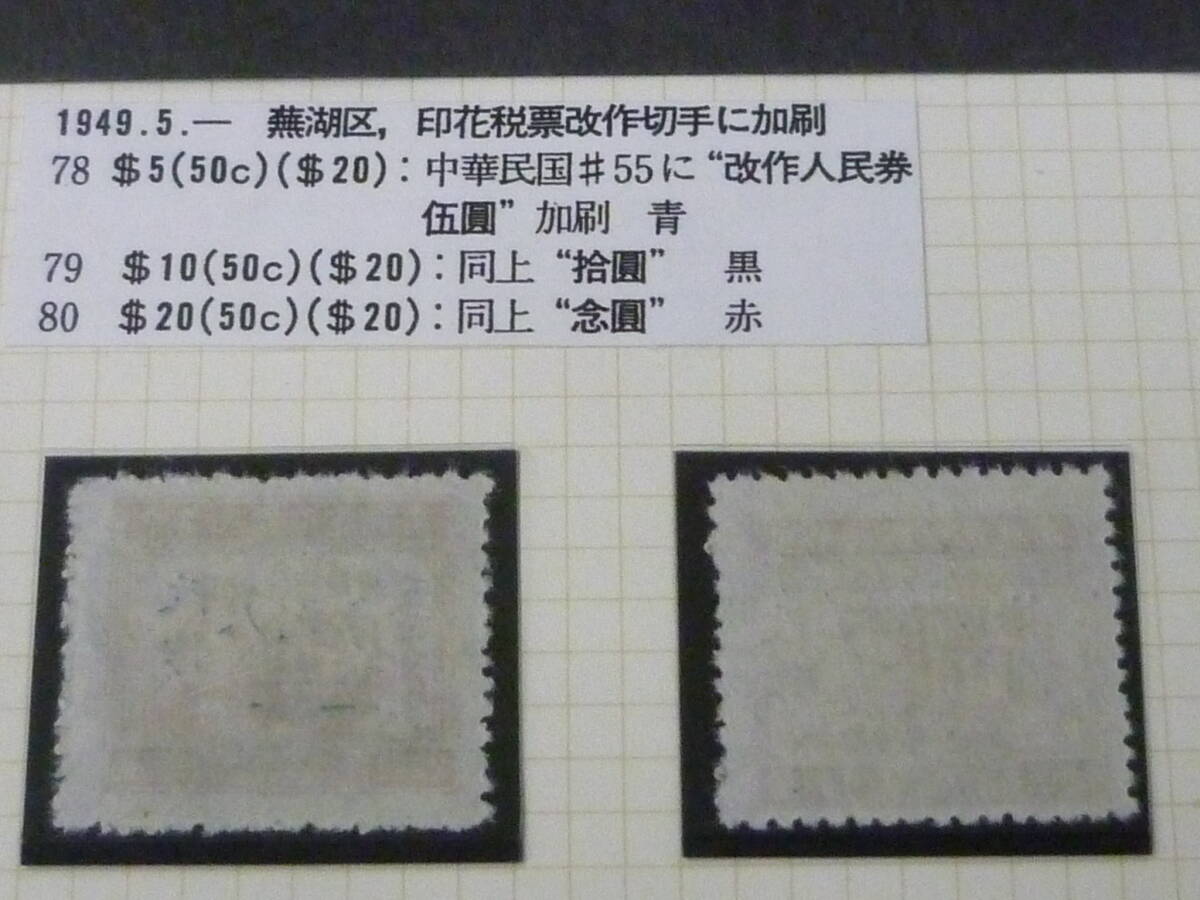 1949.5.— 蕪湖区，印花税票改作切手に加刷
78 $5(50c)($20)：中華民国♯55に“改作人民券
伍圓”加刷 青
79 $10(50c)($20)：同上“拾圓” 黒
80 $20(50c)($20)：同上“念圓” 赤